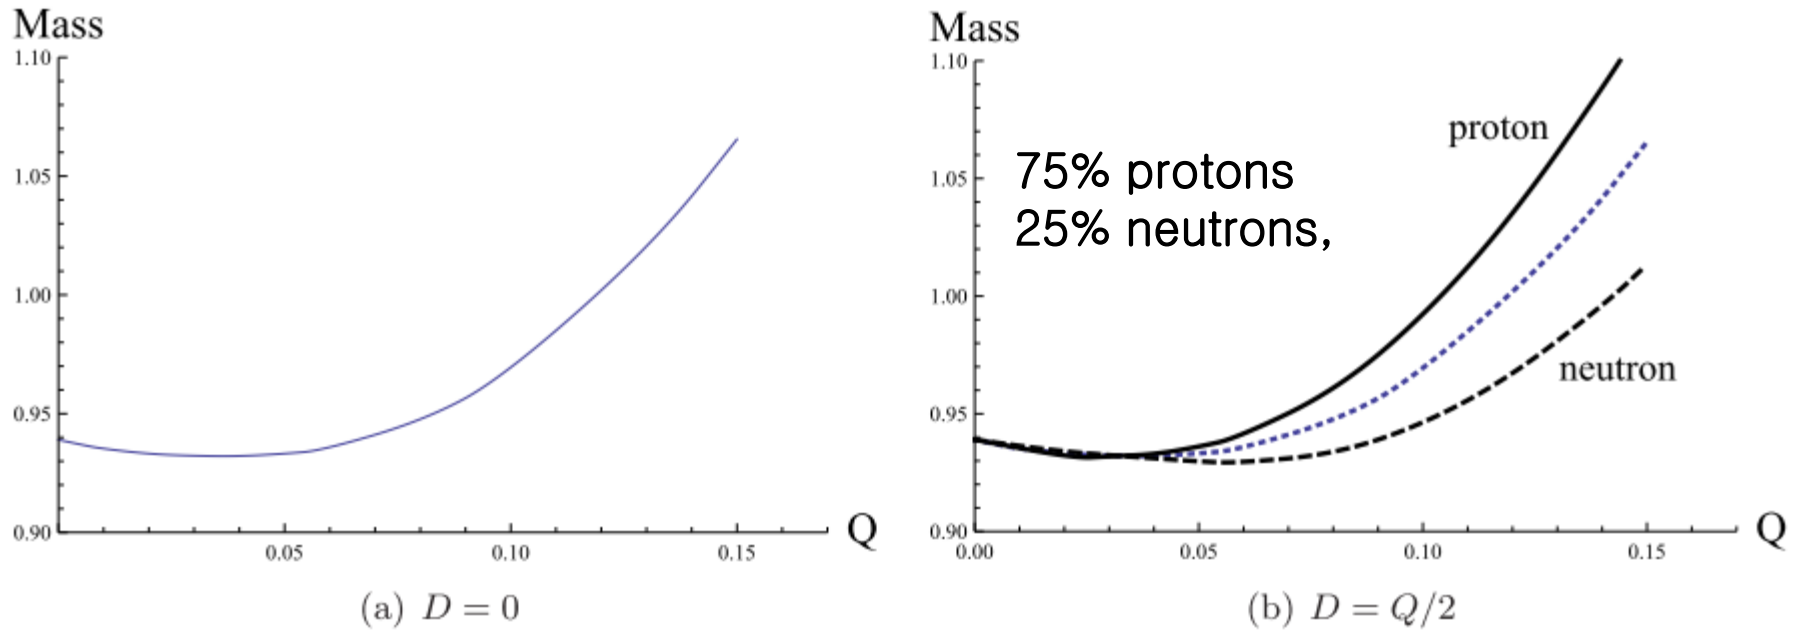 Mass
1.10
1.05
1.00
0.95
0.90
0.05
0.10
0.15
Q
(a) D = 0
Mass
1.10
1.05
1.00
0.95
0.90
0.00
0.05
0.10
0.15
Q
proton
75% protons
25% neutrons,
neutron
(b) D = Q/2